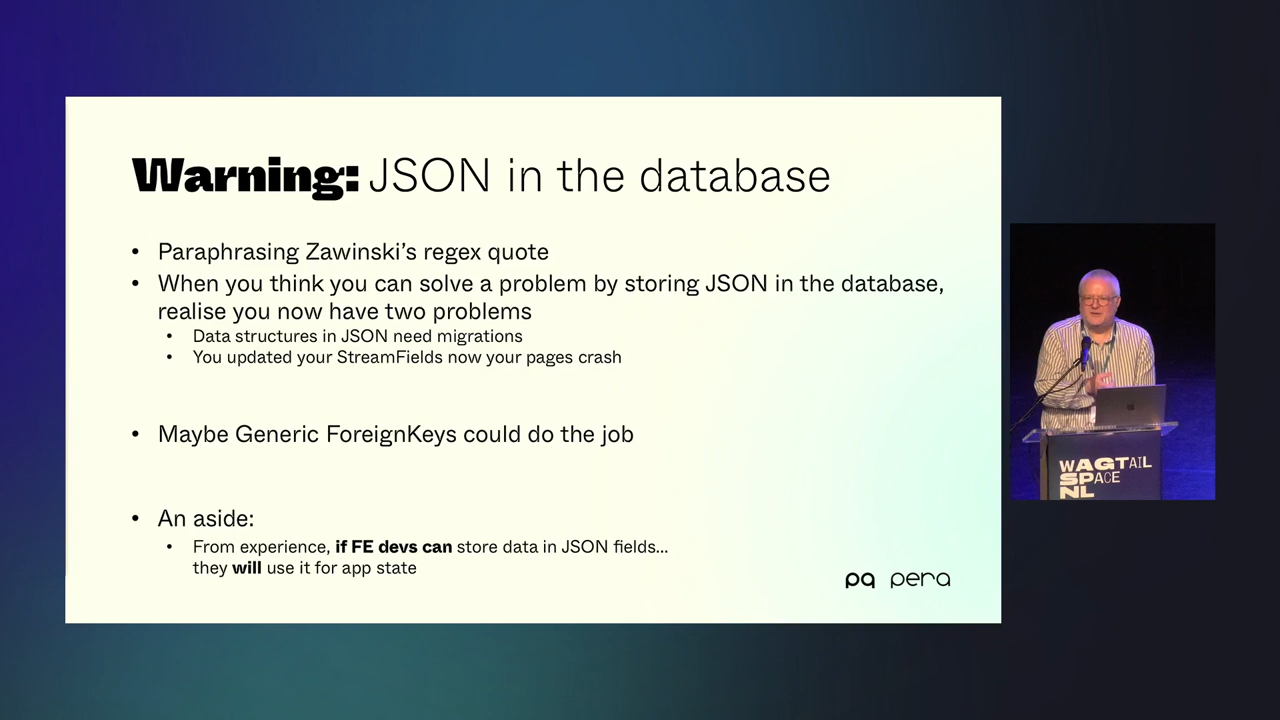 Warning: JSON in the database
• Paraphrasing Zawinski's regex quote
• When you think you can solve a problem by storing JSON in the database,
realise you now have two problems
• Data structures in JSON need migrations
• You updated your StreamFields now your pages crash
• Maybe Generic ForeignKeys could do the job
• An aside:
• From experience, if FE devs can store data in JSON fields...
they will use it for app state
pq pera
WAGTAIL
SPACE
NL